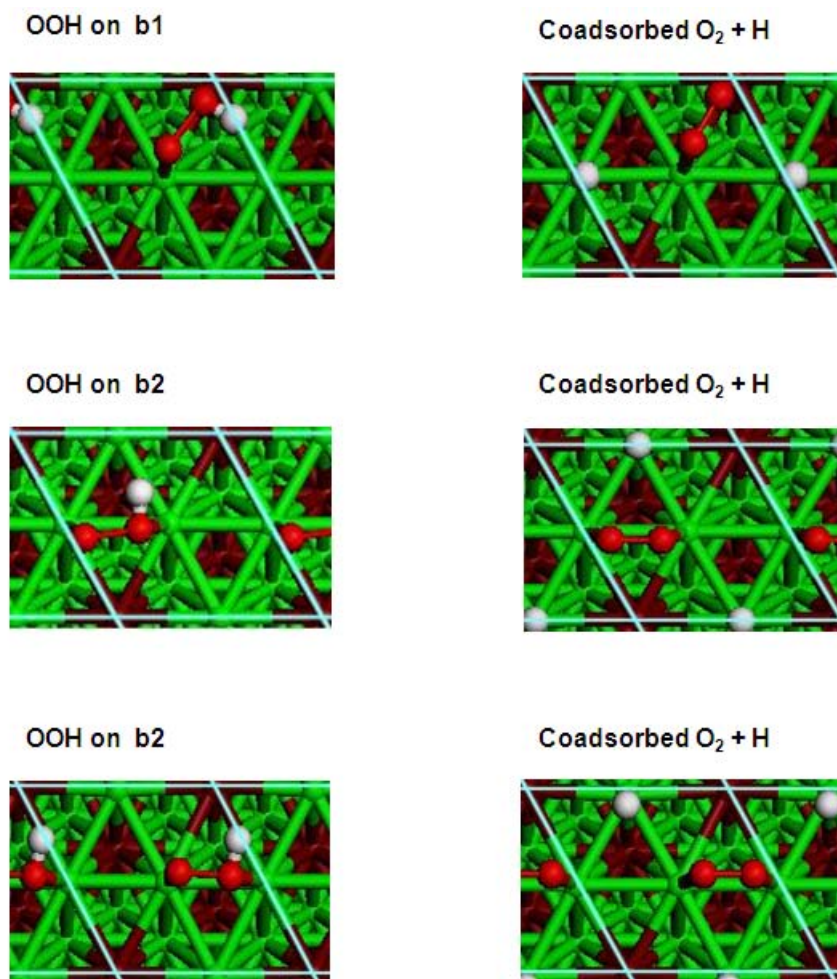 OOH on b1
Coadsorbed O₂ + H
OOH on b2
Coadsorbed O₂ + H
OOH on b2
Coadsorbed O₂ + H